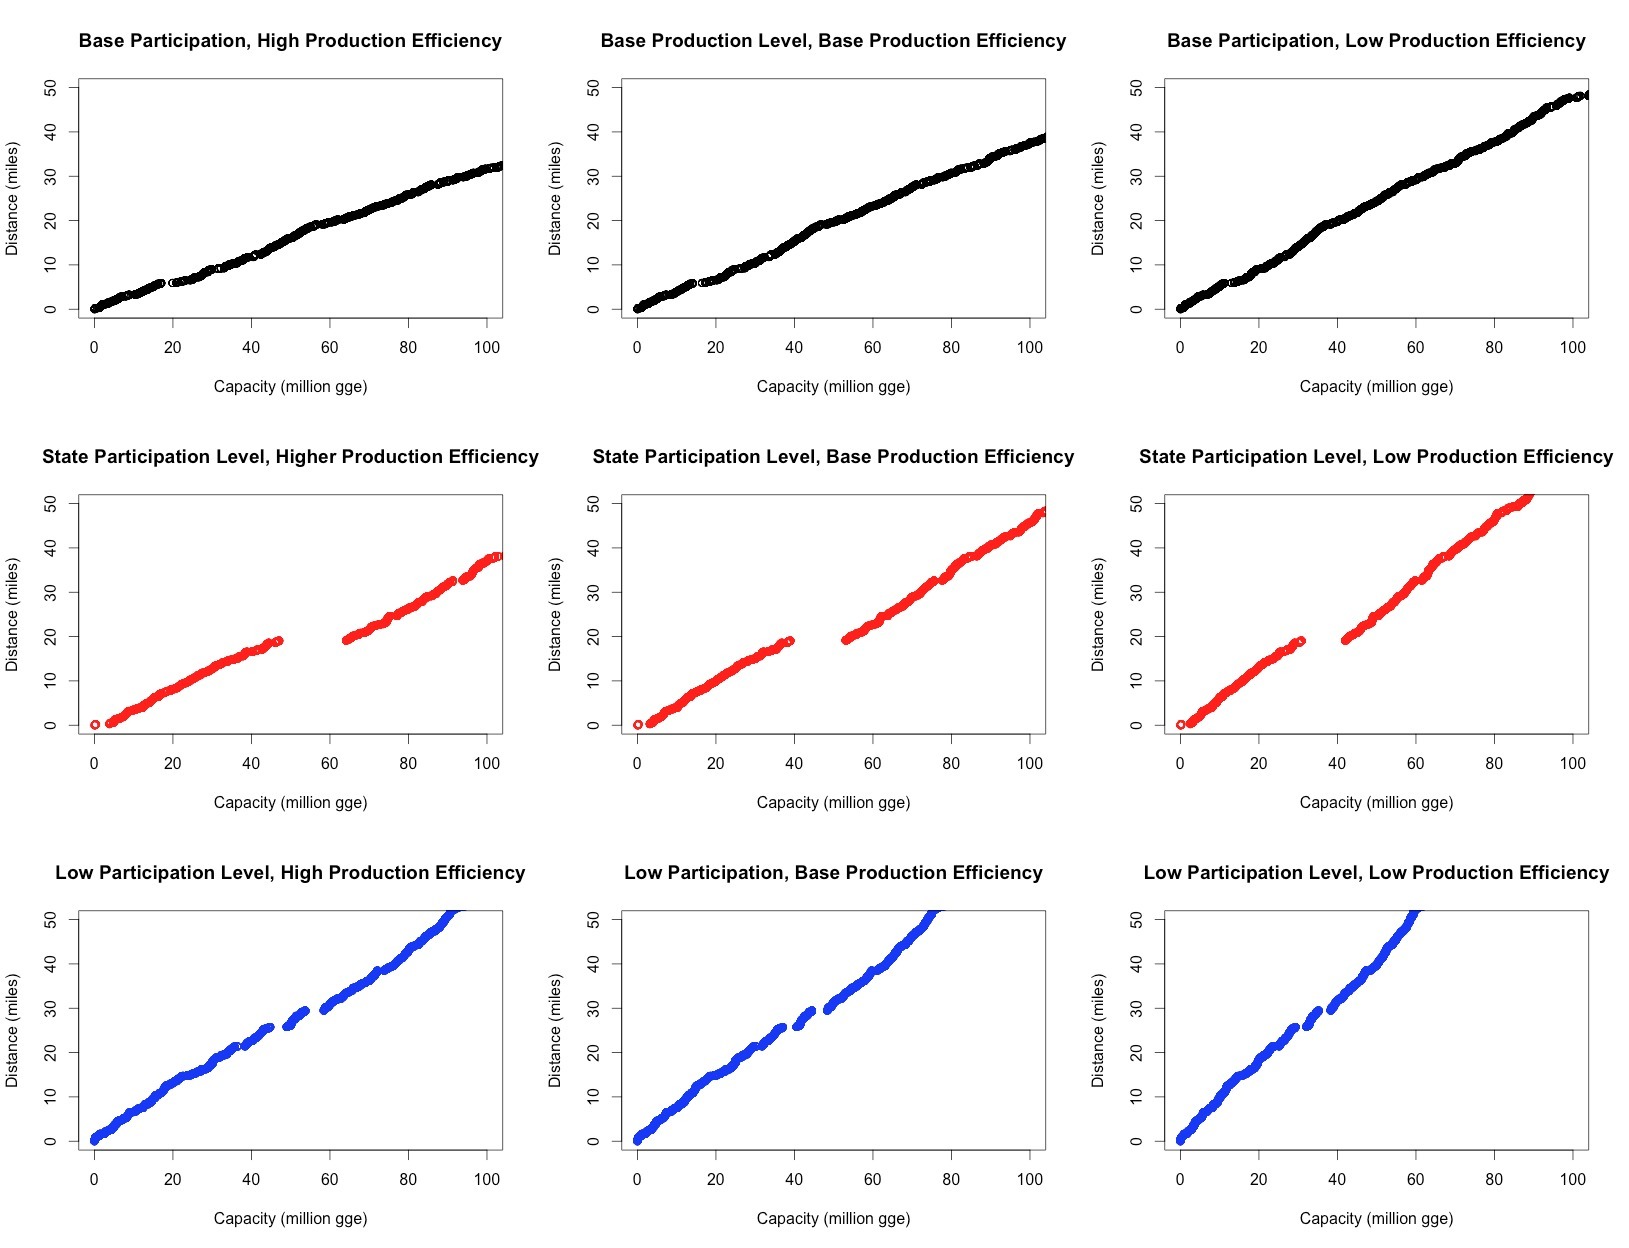 Base Participation, High Production Efficiency
50
40
30
20
10
0
Distance (miles)
0 20 40 60 80 100
Capacity (million gge)
Base Production Level, Base Production Efficiency
50
40
30
20
10
0
Distance (miles)
0 20 40 60 80 100
Capacity (million gge)
Base Participation, Low Production Efficiency
50
40
30
20
10
0
Distance (miles)
0 20 40 60 80 100
Capacity (million gge)
State Participation Level, Higher Production Efficiency
50
40
30
20
10
0
Distance (miles)
0 20 40 60 80 100
Capacity (million gge)
State Participation Level, Base Production Efficiency
50
40
30
20
10
0
Distance (miles)
0 20 40 60 80 100
Capacity (million gge)
State Participation Level, Low Production Efficiency
50
40
30
20
10
0
Distance (miles)
0 20 40 60 80 100
Capacity (million gge)
Low Participation Level, High Production Efficiency
50
40
30
20
10
0
Distance (miles)
0 20 40 60 80 100
Capacity (million gge)
Low Participation, Base Production Efficiency
50
40
30
20
10
0
Distance (miles)
0 20 40 60 80 100
Capacity (million gge)
Low Participation Level, Low Production Efficiency
50
40
30
20
10
0
Distance (miles)
0 20 40 60 80 100
Capacity (million gge)